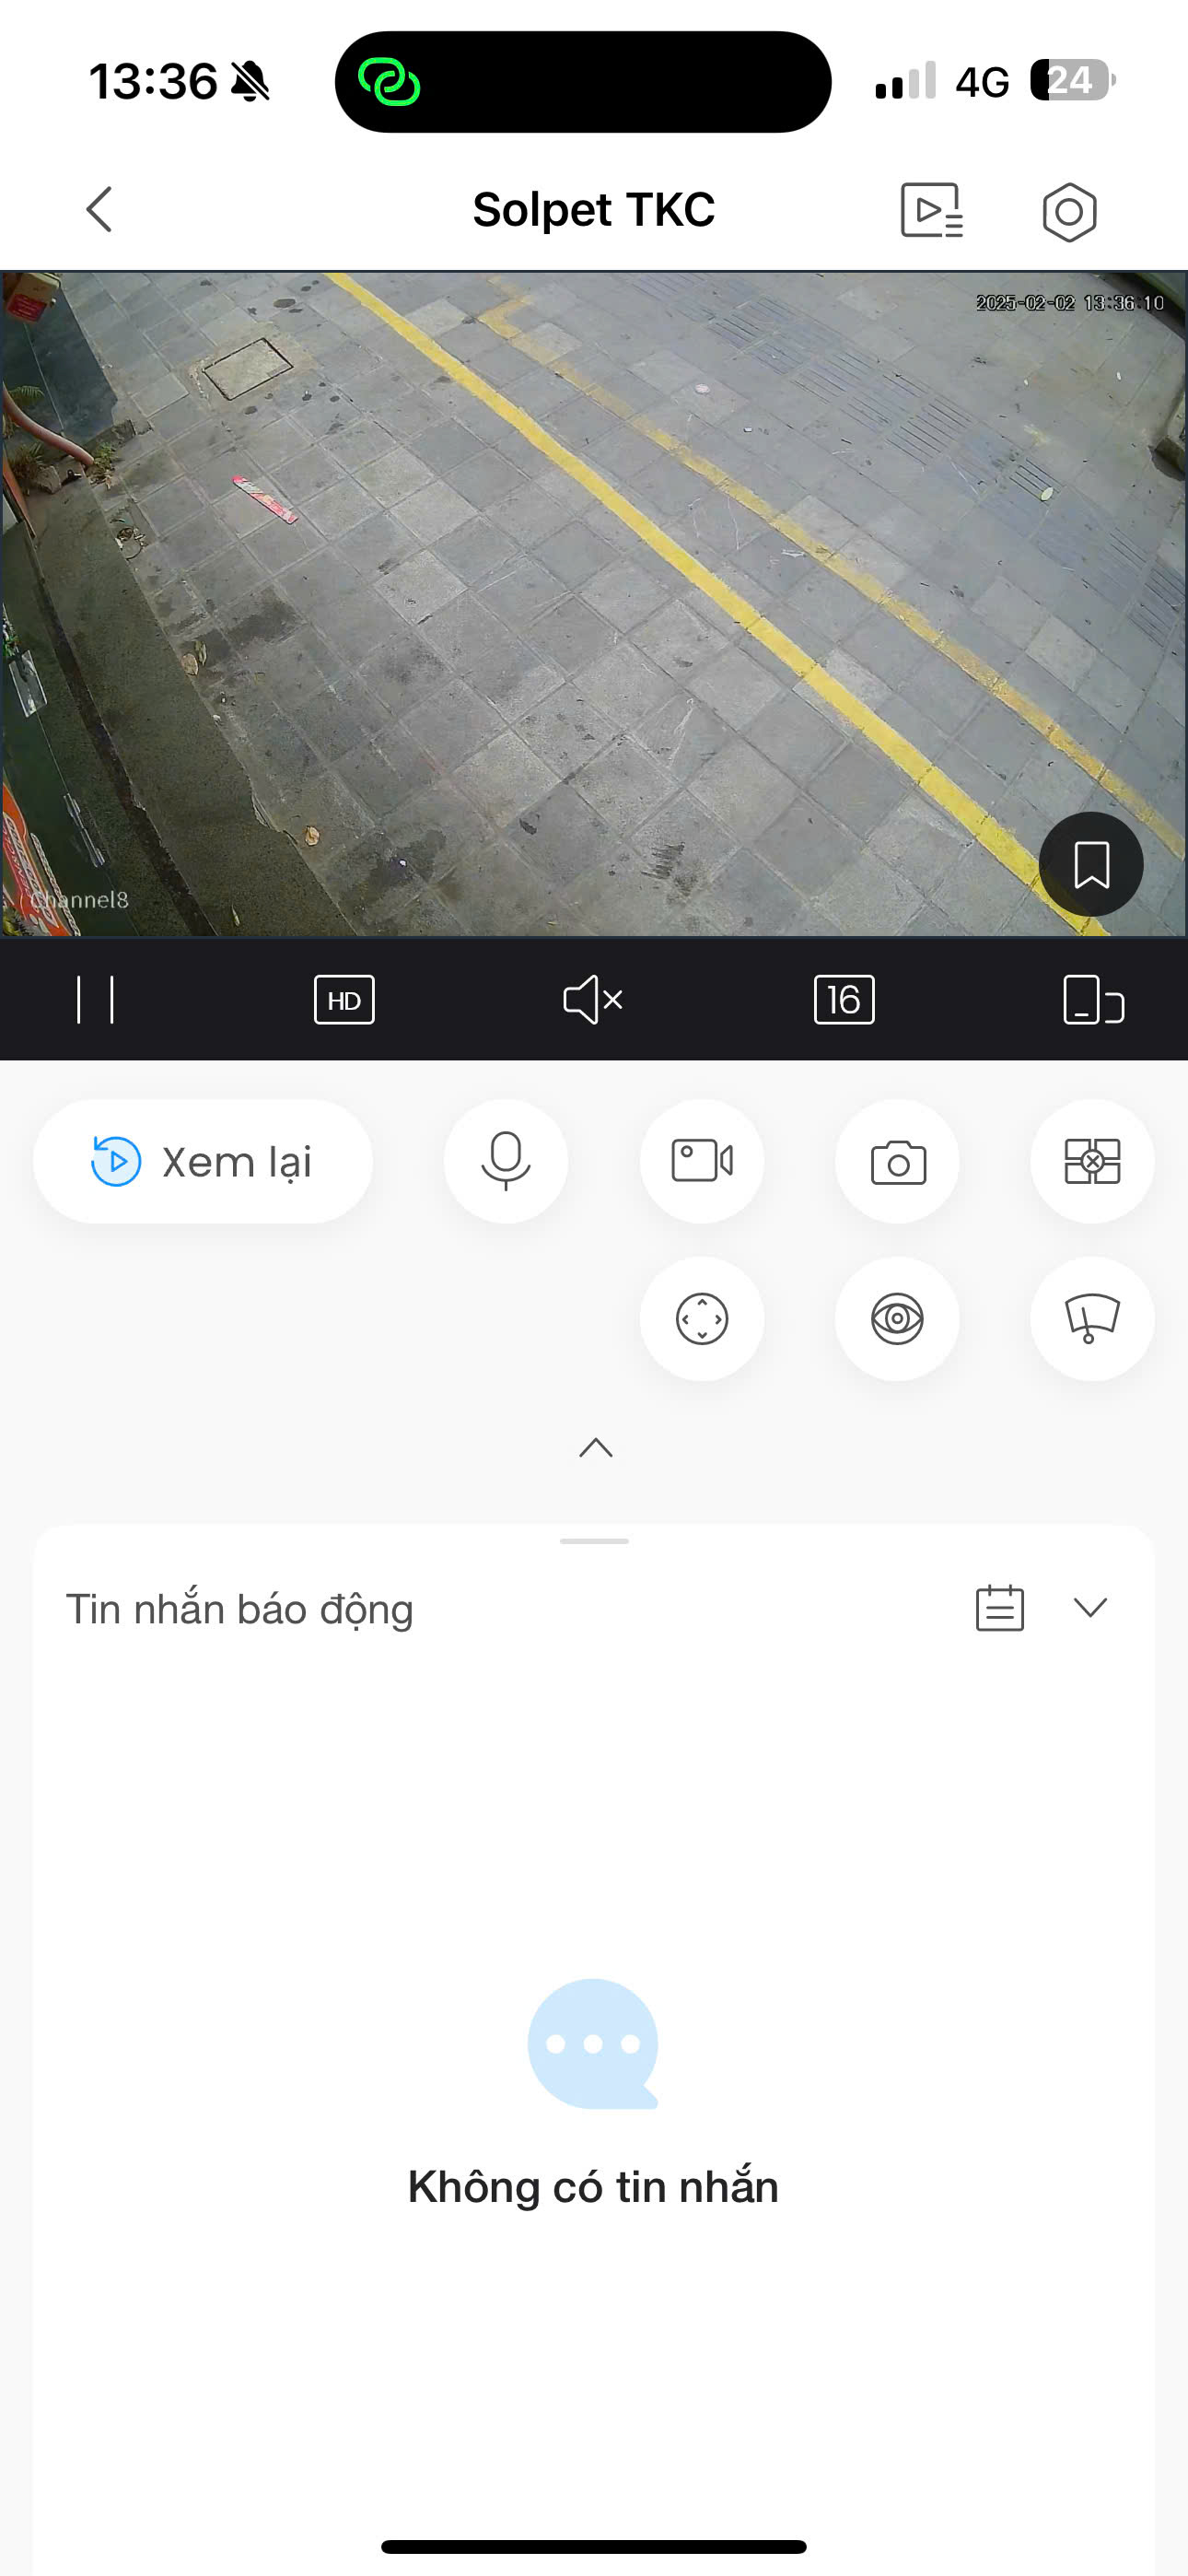 13:36
4G
24
Solpet TKC
2025-02-02 13:36:10
Channel8
HD
16
Xem lại
Tin nhắn báo động
Không có tin nhắn